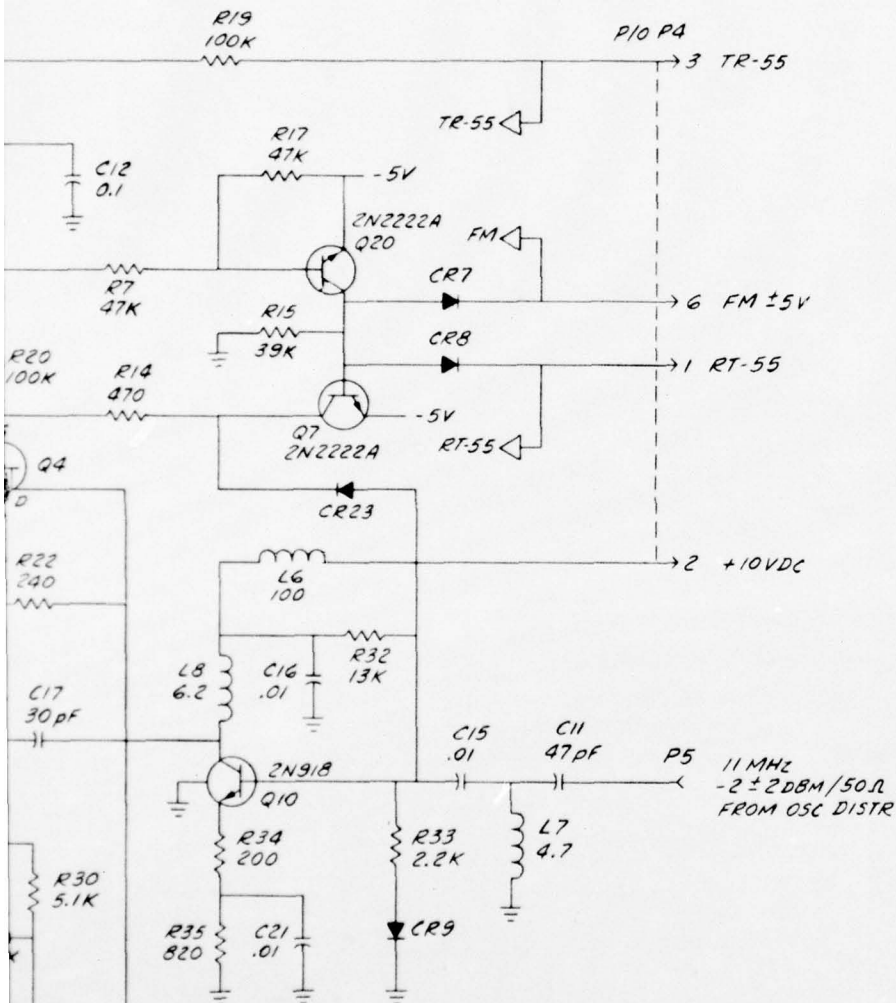 R19
100K
P/O P4
3 TR-55
TR-55
R17
47K
-5V
C12
0.1
2N2222A
Q20
FM
R7
47K
CR7
6 FM ±5V
R15
39K
CR8
1 RT-55
R20
100K
R14
470
-5V
Q7
2N2222A
RT-55
Q4
D
CR23
2 +10VDC
L6
100
R22
240
R32
13K
L8
6.2
C16
.01
C17
30pF
C15
.01
C11
47pF
P5
11 MHz
-2 ± 2DBM/50Ω
FROM OSC DISTR
2N918
Q10
R34
200
R33
2.2K
L7
4.7
R30
5.1K
R35
820
C21
.01
CR9
K